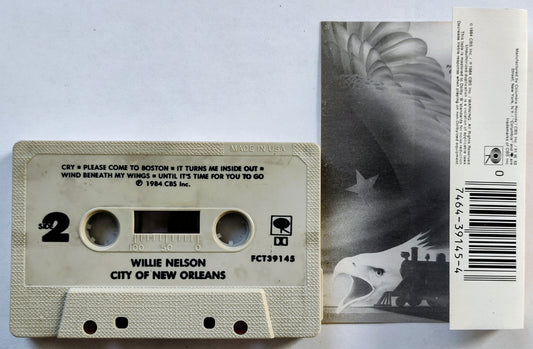 MADE IN USA
CRY • PLEASE COME TO BOSTON • IT TURNS ME INSIDE OUT •
WIND BENEATH MY WINGS • UNTIL IT'S TIME FOR YOU TO GO
℗ 1984 CBS Inc.
SIDE 2
100 50 0
WILLIE NELSON
CITY OF NEW ORLEANS
FCT39145
0
7464-39145-4